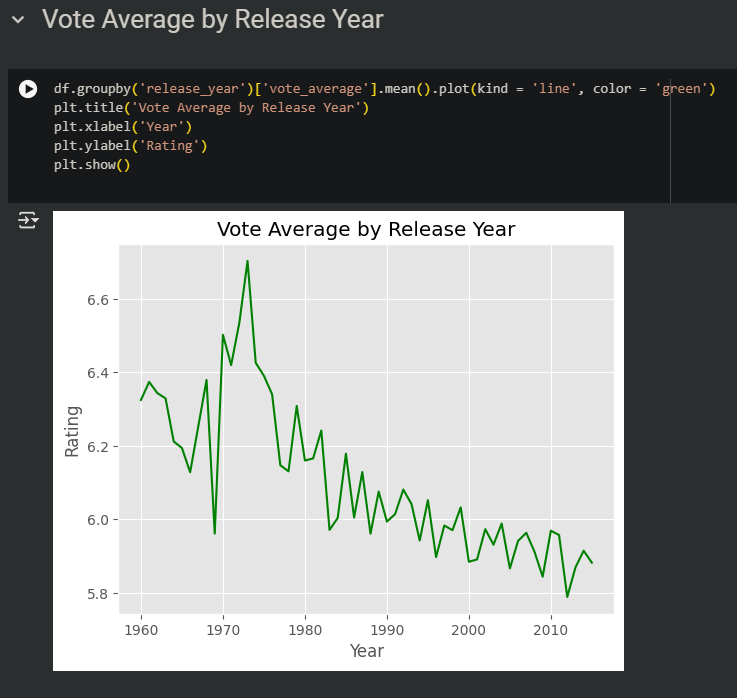 Vote Average by Release Year
df.groupby('release_year')['vote_average'].mean().plot(kind = 'line', color = 'green')
plt.title('Vote Average by Release Year')
plt.xlabel('Year')
plt.ylabel('Rating')
plt.show()
Vote Average by Release Year
6.6
6.4
6.2
6.0
5.8
Rating
1960 1970 1980 1990 2000 2010
Year